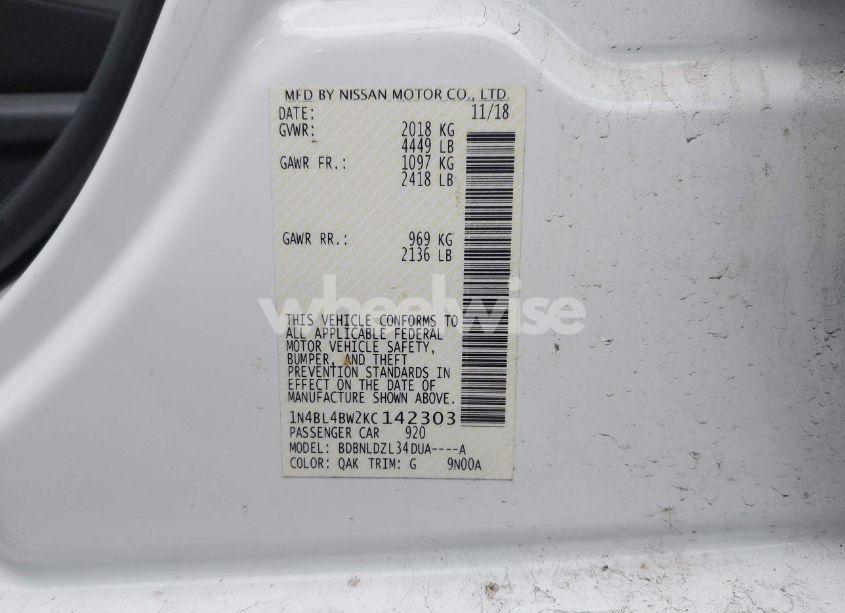 MFD BY NISSAN MOTOR CO., LTD.
DATE: 11/18
GVWR: 2018 KG
4449 LB
GAWR FR.: 1097 KG
2418 LB
GAWR RR.: 969 KG
2136 LB
wheelwise
THIS VEHICLE CONFORMS TO
ALL APPLICABLE FEDERAL
MOTOR VEHICLE SAFETY,
BUMPER, AND THEFT
PREVENTION STANDARDS IN
EFFECT ON THE DATE OF
MANUFACTURE SHOWN ABOVE.
1N4BL4BW2KC142303
PASSENGER CAR 920
MODEL: BDBNLDZL34DUA----A
COLOR: QAK TRIM: G 9N00A